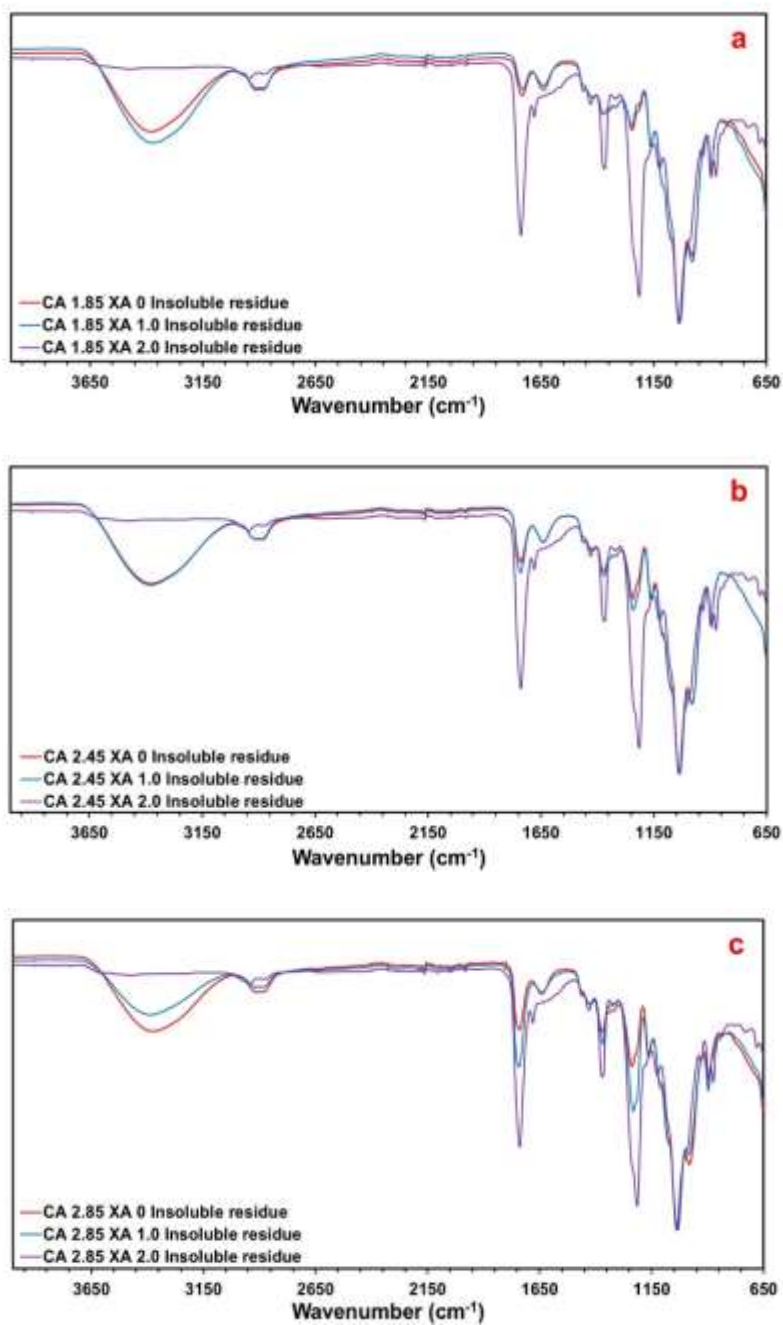 a
CA 1.85 XA 0 Insoluble residue
CA 1.85 XA 1.0 Insoluble residue
CA 1.85 XA 2.0 Insoluble residue
3650 3150 2650 2150 1650 1150 650
Wavenumber (cm⁻¹)
b
CA 2.45 XA 0 Insoluble residue
CA 2.45 XA 1.0 Insoluble residue
CA 2.45 XA 2.0 Insoluble residue
3650 3150 2650 2150 1650 1150 650
Wavenumber (cm⁻¹)
c
CA 2.85 XA 0 Insoluble residue
CA 2.85 XA 1.0 Insoluble residue
CA 2.85 XA 2.0 Insoluble residue
3650 3150 2650 2150 1650 1150 650
Wavenumber (cm⁻¹)